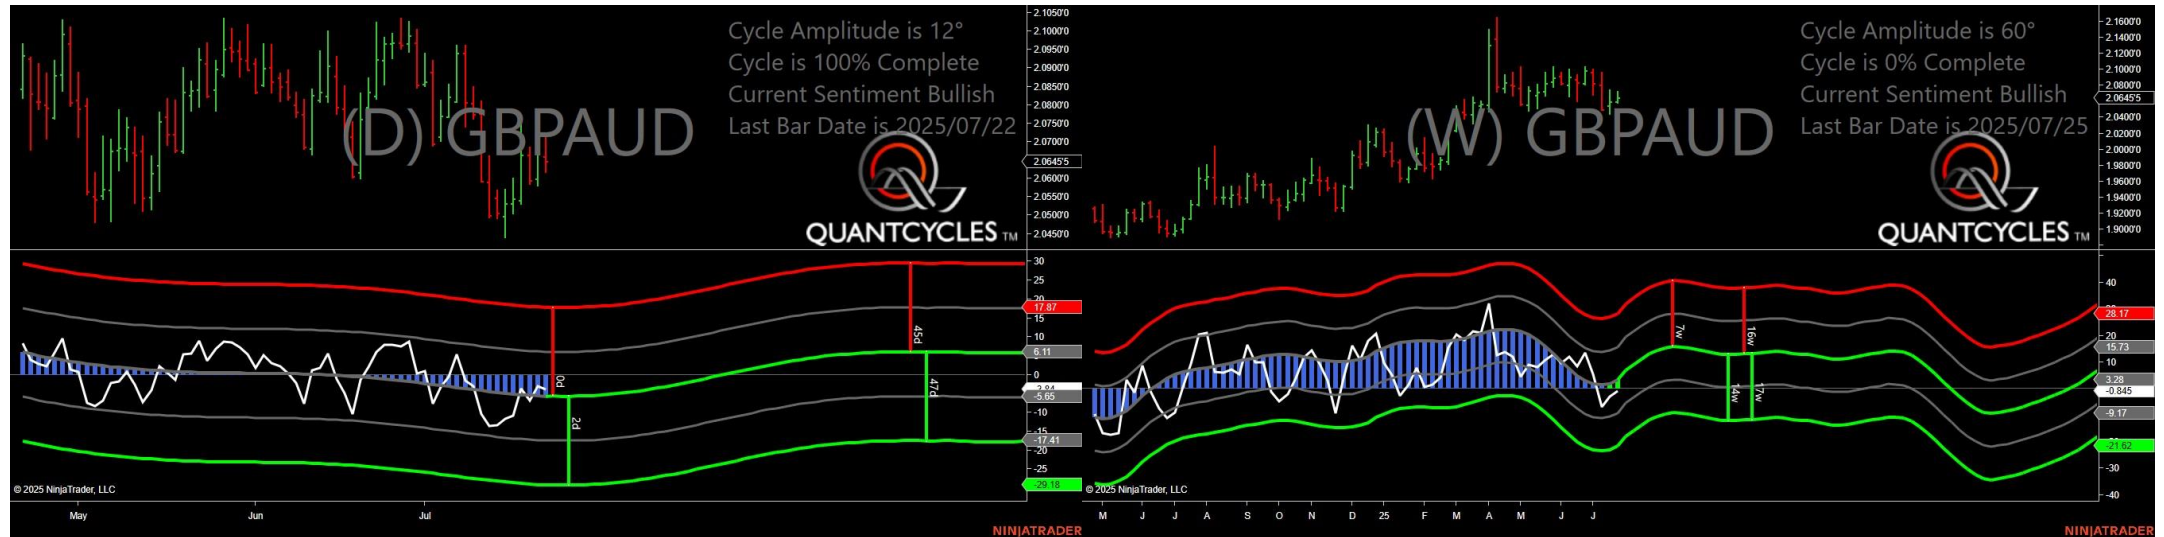 Cycle Amplitude is 12°
Cycle is 100% Complete
Current Sentiment Bullish
Last Bar Date is 2025/07/22
(D) GBPAUD
QUANTCYCLES TM
2.1050'0
2.1000'0
2.0950'0
2.0900'0
2.0850'0
2.0800'0
2.0750'0
2.0700'0
2.0645'5
2.0600'0
2.0550'0
2.0500'0
2.0450'0
30
25
20
17.87
15
10
6.11
0
-2.84
-5.65
-10
-15
-17.41
-20
-25
-29.18
0d
2d
45d
47d
© 2025 NinjaTrader, LLC
May Jun Jul
NINJATRADER
Cycle Amplitude is 60°
Cycle is 0% Complete
Current Sentiment Bullish
Last Bar Date is 2025/07/25
(W) GBPAUD
QUANTCYCLES TM
2.1600'0
2.1400'0
2.1200'0
2.1000'0
2.0800'0
2.0645'5
2.0400'0
2.0200'0
2.0000'0
1.9800'0
1.9600'0
1.9400'0
1.9200'0
1.9000'0
40
28.17
20
15.73
10
3.28
-0.845
-9.17
-21.62
-30
-40
7w
16w
14w
17w
© 2025 NinjaTrader, LLC
M J J A S O N D 25 F M A M J J
NINJATRADER